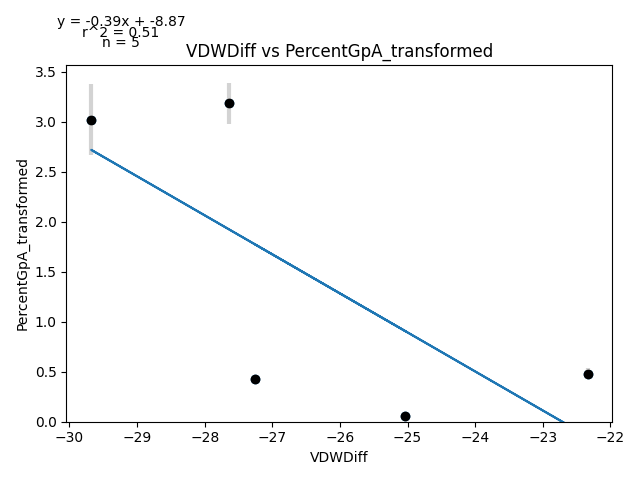 y = -0.39x + -8.87
r^2 = 0.51
n = 5
VDWDiff vs PercentGpA_transformed
3.5
3.0
2.5
2.0
1.5
1.0
0.5
0.0
PercentGpA_transformed
−30 −29 −28 −27 −26 −25 −24 −23 −22
VDWDiff